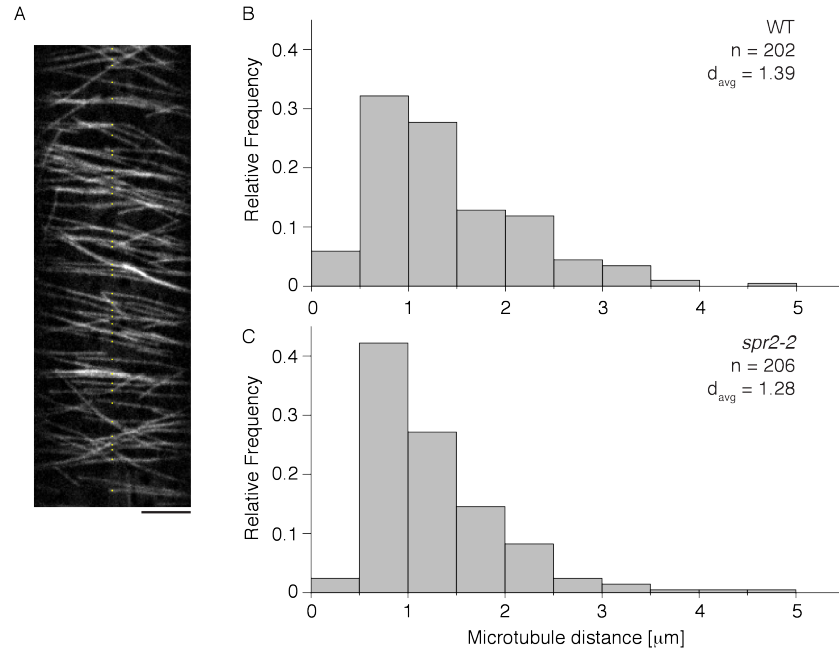 A
B
WT
n = 202
davg = 1.39
Relative Frequency
0.4
0.3
0.2
0.1
0
0 1 2 3 4 5
C
spr2-2
n = 206
davg = 1.28
Relative Frequency
0.4
0.3
0.2
0.1
0
0 1 2 3 4 5
Microtubule distance [μm]